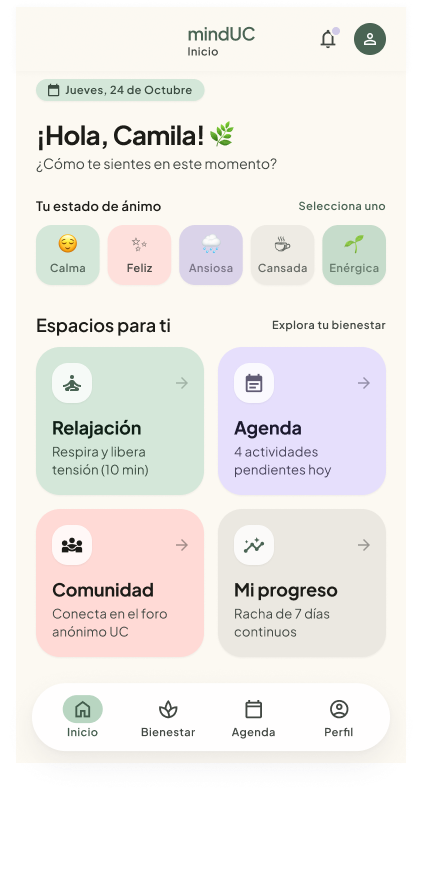 mindUC
Inicio
Jueves, 24 de Octubre
¡Hola, Camila! 🌿
¿Cómo te sientes en este momento?
Tu estado de ánimo
Selecciona uno
Calma
Feliz
Ansiosa
Cansada
Enérgica
Espacios para ti
Explora tu bienestar
Relajación
Respira y libera
tensión (10 min)
Agenda
4 actividades
pendientes hoy
Comunidad
Conecta en el foro
anónimo UC
Mi progreso
Racha de 7 días
continuos
Inicio
Bienestar
Agenda
Perfil